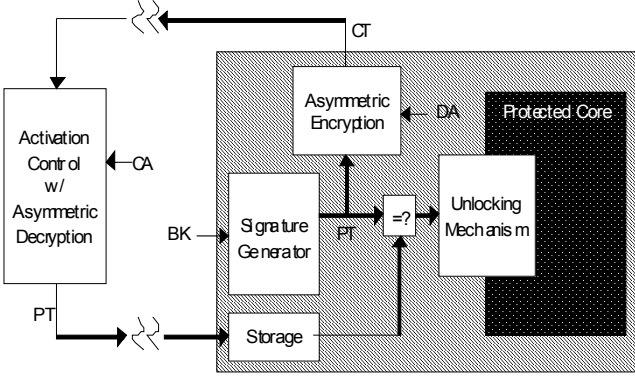 CT
Asymmetric
Encryption
DA
Protected Core
Activation
Control
w/
Asymmetric
Decryption
CA
BK
Signature
Generator
PT
=?
Unlocking
Mechanism
PT
Storage